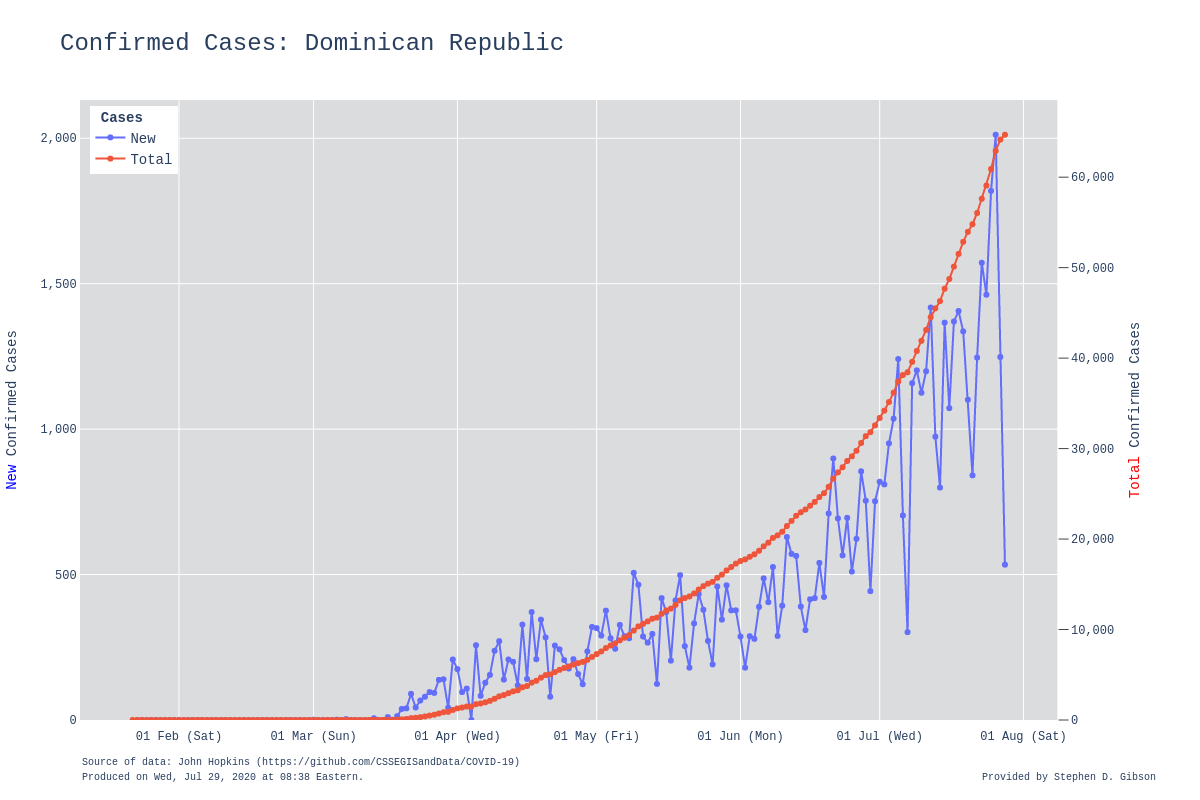 Confirmed Cases: Dominican Republic
Cases
New
Total
2,000
1,500
1,000
500
0
New Confirmed Cases
60,000
50,000
40,000
30,000
20,000
10,000
0
Total Confirmed Cases
01 Feb (Sat) 01 Mar (Sun) 01 Apr (Wed) 01 May (Fri) 01 Jun (Mon) 01 Jul (Wed) 01 Aug (Sat)
Source of data: John Hopkins (https://github.com/CSSEGISandData/COVID-19)
Produced on Wed, Jul 29, 2020 at 08:38 Eastern.
Provided by Stephen D. Gibson